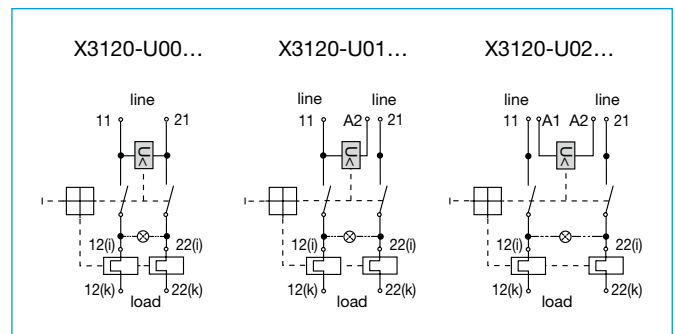 X3120-U00... X3120-U01... X3120-U02...
line line line line line
11 21 11 A2 21 11 A1 A2 21
U< U< U<
12(i) 22(i) 12(i) 22(i) 12(i) 22(i)
12(k) 22(k) 12(k) 22(k) 12(k) 22(k)
load load load